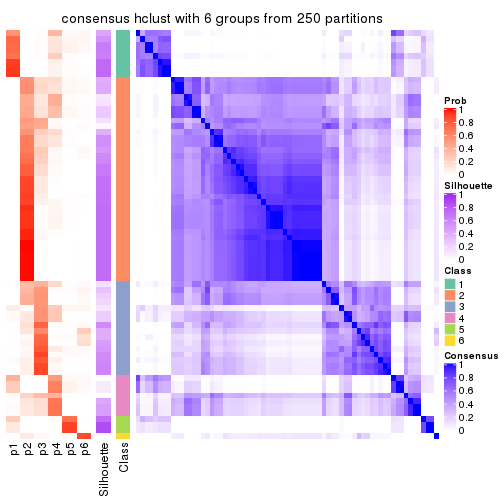 consensus hclust with 6 groups from 250 partitions
Prob
1
0.8
0.6
0.4
0.2
0
Silhouette
1
0.8
0.6
0.4
0.2
0
Class
1
2
3
4
5
6
Consensus
1
0.8
0.6
0.4
0.2
0
p1
p2
p3
p4
p5
p6
Silhouette
Class